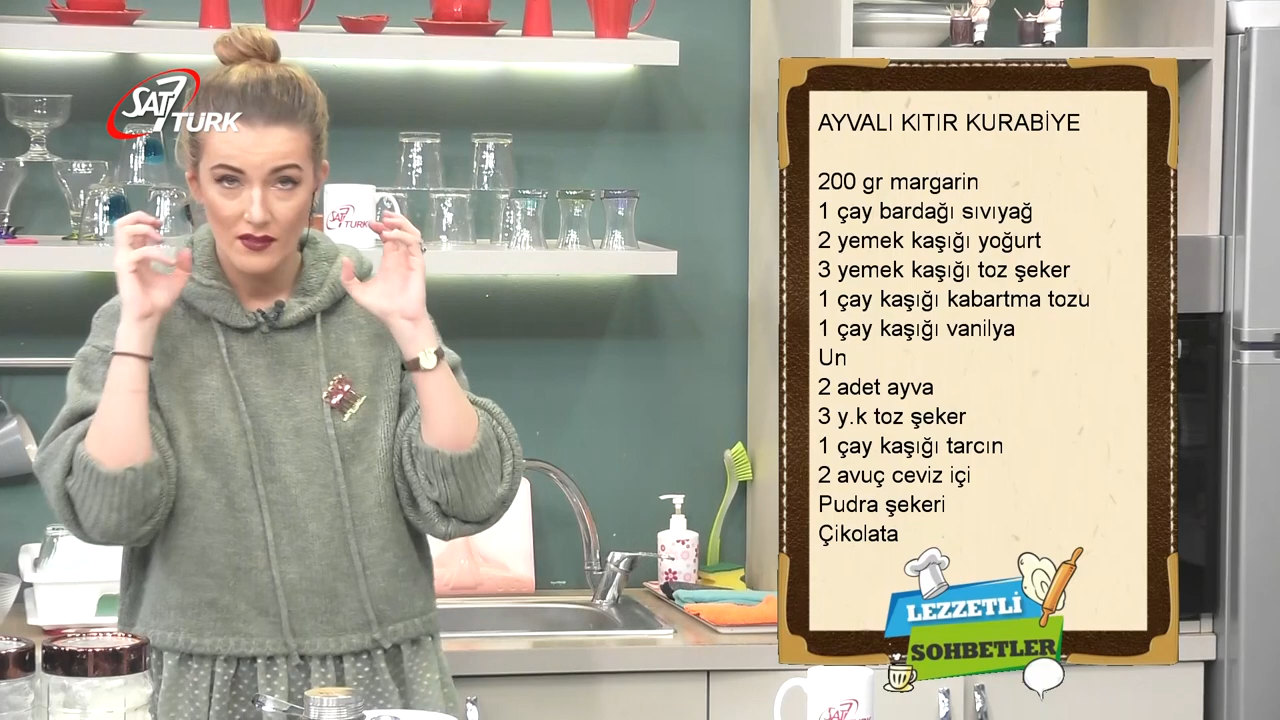 SAT7
TÜRK
SAT7
TURK
AYVALI KITIR KURABİYE
200 gr margarin
1 çay bardağı sıvıyağ
2 yemek kaşığı yoğurt
3 yemek kaşığı toz şeker
1 çay kaşığı kabartma tozu
1 çay kaşığı vanilya
Un
2 adet ayva
3 y.k toz şeker
1 çay kaşığı tarcın
2 avuç ceviz içi
Pudra şekeri
Çikolata
LEZZETLİ
SOHBETLER